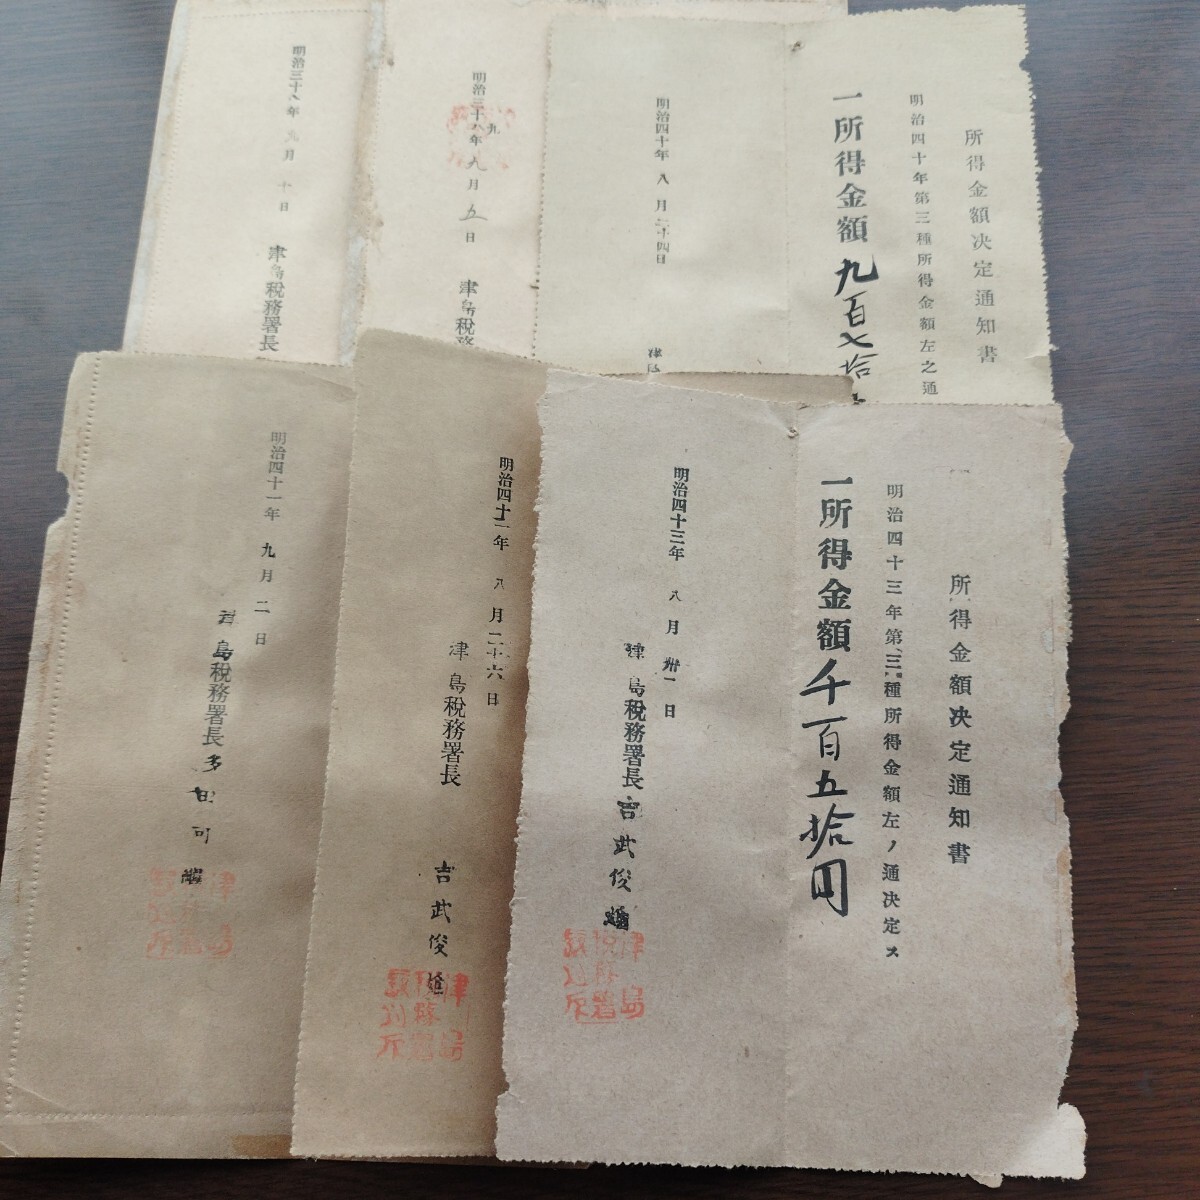 所得金額決定通知書
明治四十年第三種所得金額左之通
一所得金額九百七拾
明治四十年八月二十四日
明治三十八年九月五日
九
津島税務
明治三十八年九月十日
津島税務署長
所得金額決定通知書
明治四十三年第三種所得金額左ノ通決定ス
一所得金額千百五拾円
明治四十三年八月卅一日
津島税務署長吉武俊
明治四十二年八月二十六日
津島税務署長 吉武俊
明治四十一年九月二日
津島税務署長多